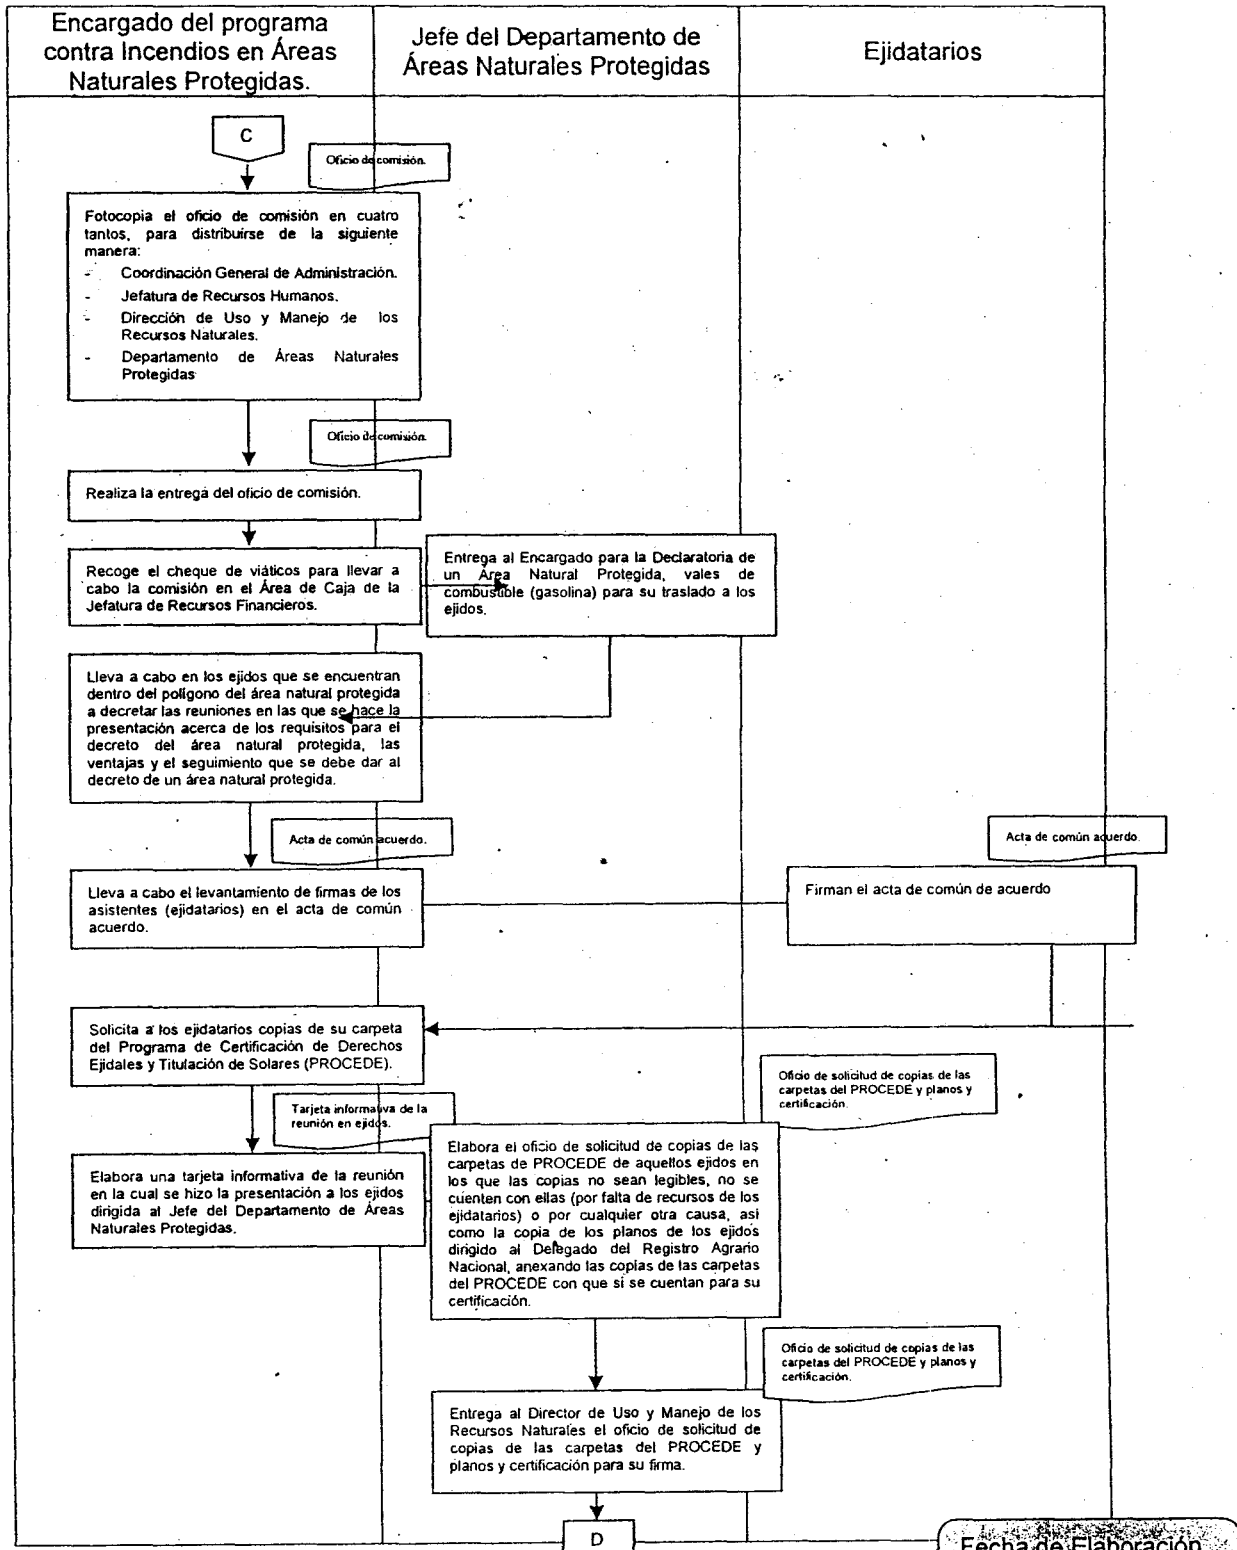 Encargado del programa
contra Incendios en Áreas
Naturales Protegidas.
Jefe del Departamento de
Áreas Naturales Protegidas
Ejidatarios
C
Oficio de comisión.
Fotocopia el oficio de comisión en cuatro
tantos, para distribuirse de la siguiente
manera:
- Coordinación General de Administración.
- Jefatura de Recursos Humanos.
- Dirección de Uso y Manejo de los
Recursos Naturales.
- Departamento de Áreas Naturales
Protegidas
Oficio de comisión.
Realiza la entrega del oficio de comisión.
Recoge el cheque de viáticos para llevar a
cabo la comisión en el Área de Caja de la
Jefatura de Recursos Financieros.
Entrega al Encargado para la Declaratoria de
un Área Natural Protegida, vales de
combustible (gasolina) para su traslado a los
ejidos.
Lleva a cabo en los ejidos que se encuentran
dentro del polígono del área natural protegida
a decretar las reuniones en las que se hace la
presentación acerca de los requisitos para el
decreto del área natural protegida, las
ventajas y el seguimiento que se debe dar al
decreto de un área natural protegida.
Acta de común acuerdo.
Acta de común acuerdo.
Lleva a cabo el levantamiento de firmas de los
asistentes (ejidatarios) en el acta de común
acuerdo.
Firman el acta de común de acuerdo
Solicita a los ejidatarios copias de su carpeta
del Programa de Certificación de Derechos
Ejidales y Titulación de Solares (PROCEDE).
Oficio de solicitud de copias de las
carpetas del PROCEDE y planos y
certificación.
Tarjeta informativa de la
reunión en ejidos.
Elabora una tarjeta informativa de la reunión
en la cual se hizo la presentación a los ejidos
dirigida al Jefe del Departamento de Áreas
Naturales Protegidas.
Elabora el oficio de solicitud de copias de las
carpetas de PROCEDE de aquellos ejidos en
los que las copias no sean legibles, no se
cuenten con ellas (por falta de recursos de los
ejidatarios) o por cualquier otra causa, así
como la copia de los planos de los ejidos
dirigido al Delegado del Registro Agrario
Nacional, anexando las copias de las carpetas
del PROCEDE con que si se cuentan para su
certificación.
Oficio de solicitud de copias de las
carpetas del PROCEDE y planos y
certificación.
Entrega al Director de Uso y Manejo de los
Recursos Naturales el oficio de solicitud de
copias de las carpetas del PROCEDE y
planos y certificación para su firma.
D
Fecha de Elaboración